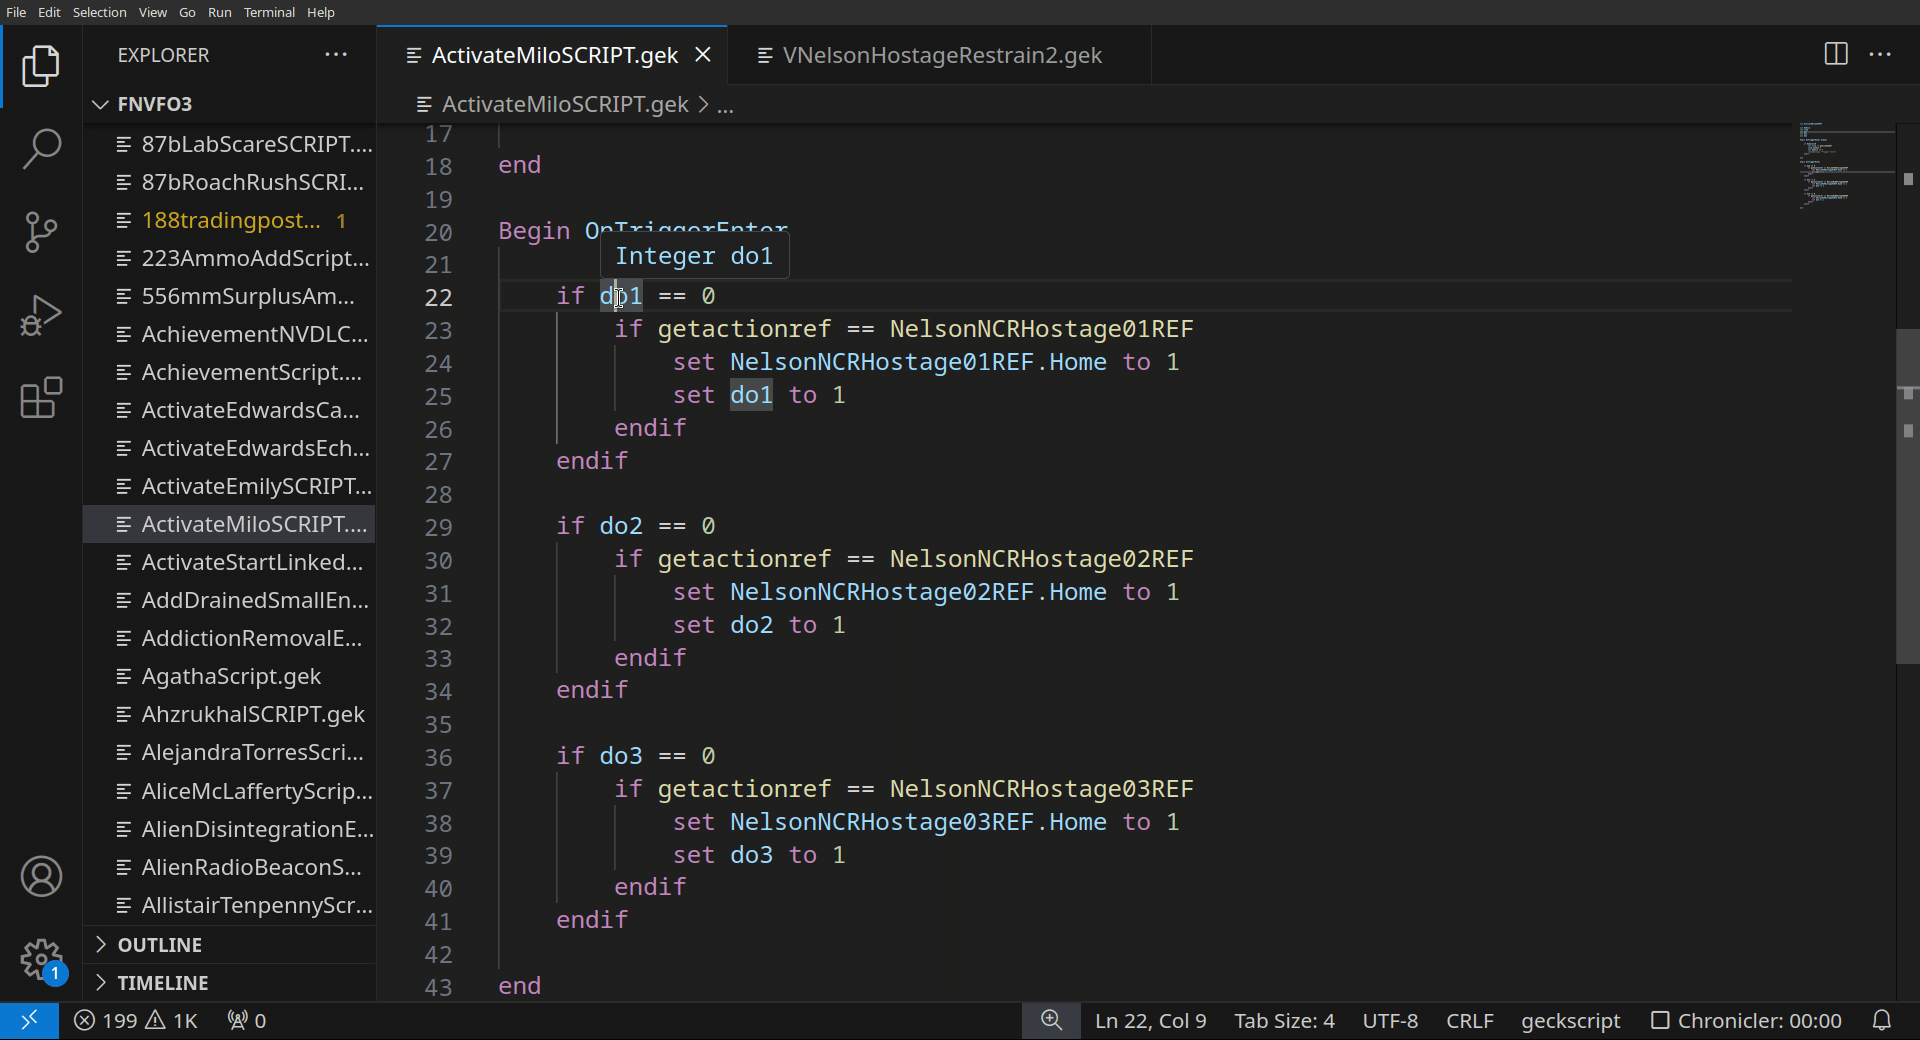 File Edit Selection View Go Run Terminal Help
EXPLORER ···
FNVFO3
87bLabScareSCRIPT....
87bRoachRushSCRI...
188tradingpost... 1
223AmmoAddScript...
556mmSurplusAm...
AchievementNVDLC...
AchievementScript....
ActivateEdwardsCa...
ActivateEdwardsEch...
ActivateEmilySCRIPT...
ActivateMiloSCRIPT....
ActivateStartLinked...
AddDrainedSmallEn...
AddictionRemovalE...
AgathaScript.gek
AhzrukhalSCRIPT.gek
AlejandraTorresScri...
AliceMcLaffertyScrip...
AlienDisintegrationE...
AlienRadioBeaconS...
AllistairTenpennyScr...
OUTLINE
TIMELINE
1
ActivateMiloSCRIPT.gek VNelsonHostageRestrain2.gek ···
ActivateMiloSCRIPT.gek > ...
17
18 end
19
20 Begin OnTriggerEnter
Integer do1
21
22 if do1 == 0
23 if getactionref == NelsonNCRHostage01REF
24 set NelsonNCRHostage01REF.Home to 1
25 set do1 to 1
26 endif
27 endif
28
29 if do2 == 0
30 if getactionref == NelsonNCRHostage02REF
31 set NelsonNCRHostage02REF.Home to 1
32 set do2 to 1
33 endif
34 endif
35
36 if do3 == 0
37 if getactionref == NelsonNCRHostage03REF
38 set NelsonNCRHostage03REF.Home to 1
39 set do3 to 1
40 endif
41 endif
42
43 end
199 1K 0 Ln 22, Col 9 Tab Size: 4 UTF-8 CRLF geckscript Chronicler: 00:00